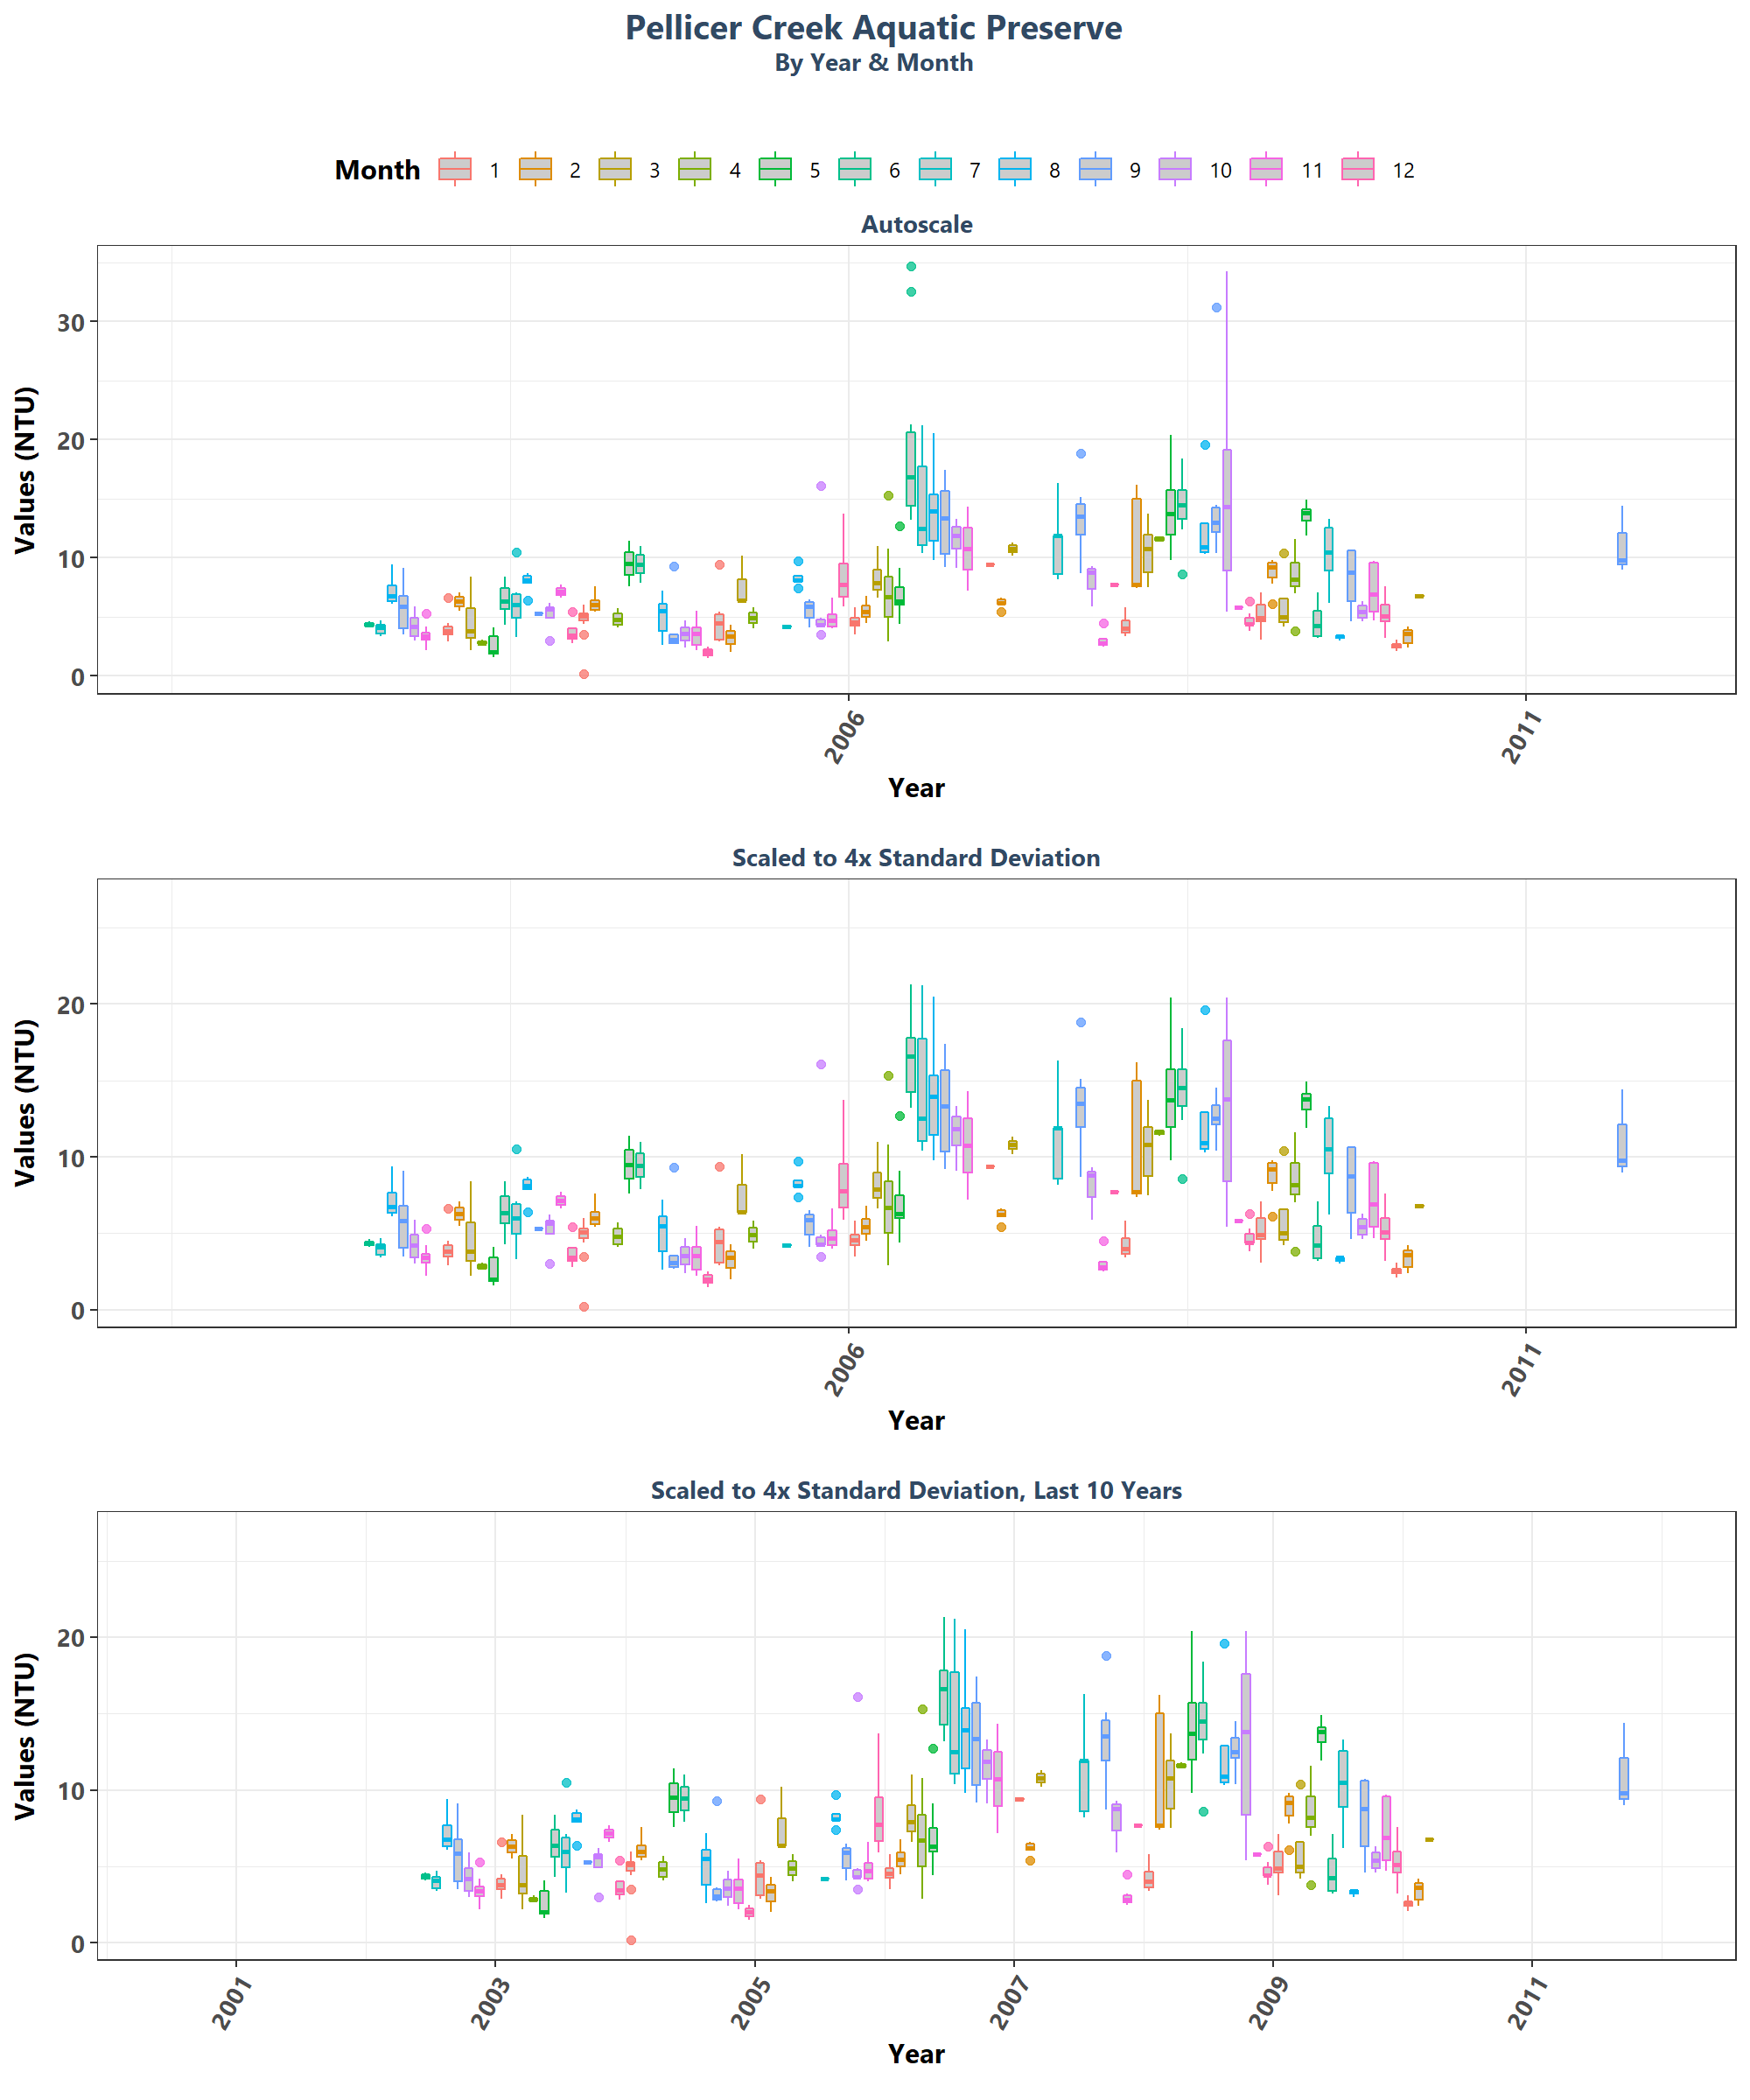 Pellicer Creek Aquatic Preserve
By Year & Month
Month 1 2 3 4 5 6 7 8 9 10 11 12
Autoscale
Values (NTU)
30
20
10
0
2006 2011
Year
Scaled to 4x Standard Deviation
Values (NTU)
20
10
0
2006 2011
Year
Scaled to 4x Standard Deviation, Last 10 Years
Values (NTU)
20
10
0
2001 2003 2005 2007 2009 2011
Year